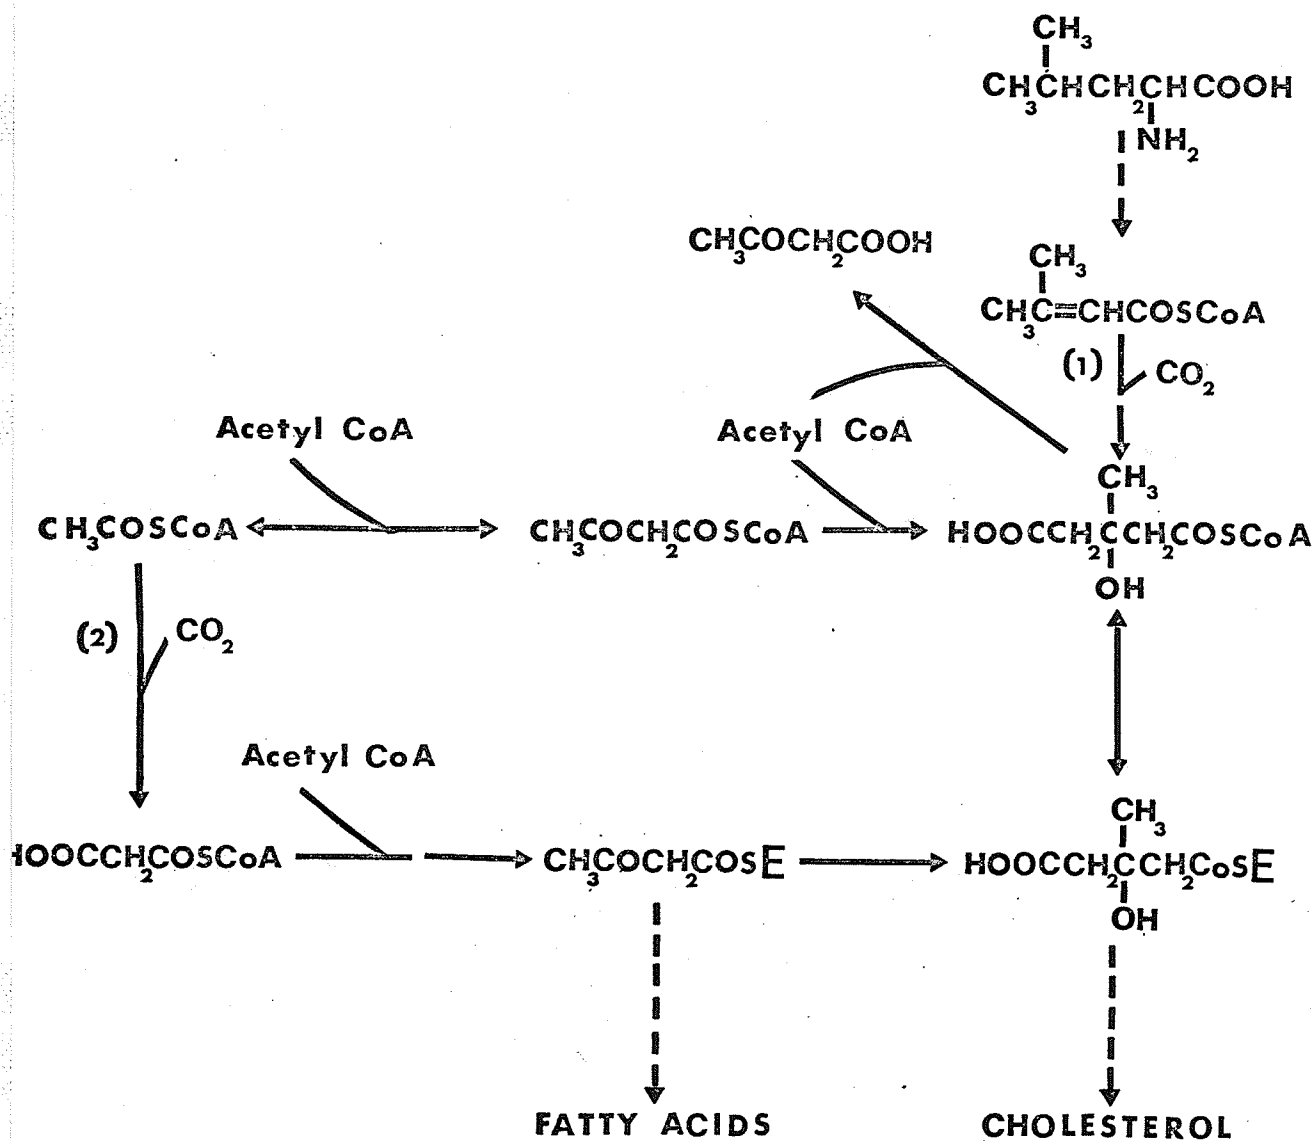 CH3
CH3CHCH2CHCOOH
NH2
CH3COCH2COOH
CH3
CH3C=CHCOSCoA
(1)
CO2
Acetyl CoA
Acetyl CoA
CH3
CH3COSCoA
CH3COCH2COSCoA
HOOCCH2CCH2COSCoA
OH
(2)
CO2
Acetyl CoA
CH3
HOOCCH2COSCoA
CH3COCH2COSE
HOOCCH2CCH2CoSE
OH
FATTY ACIDS
CHOLESTEROL